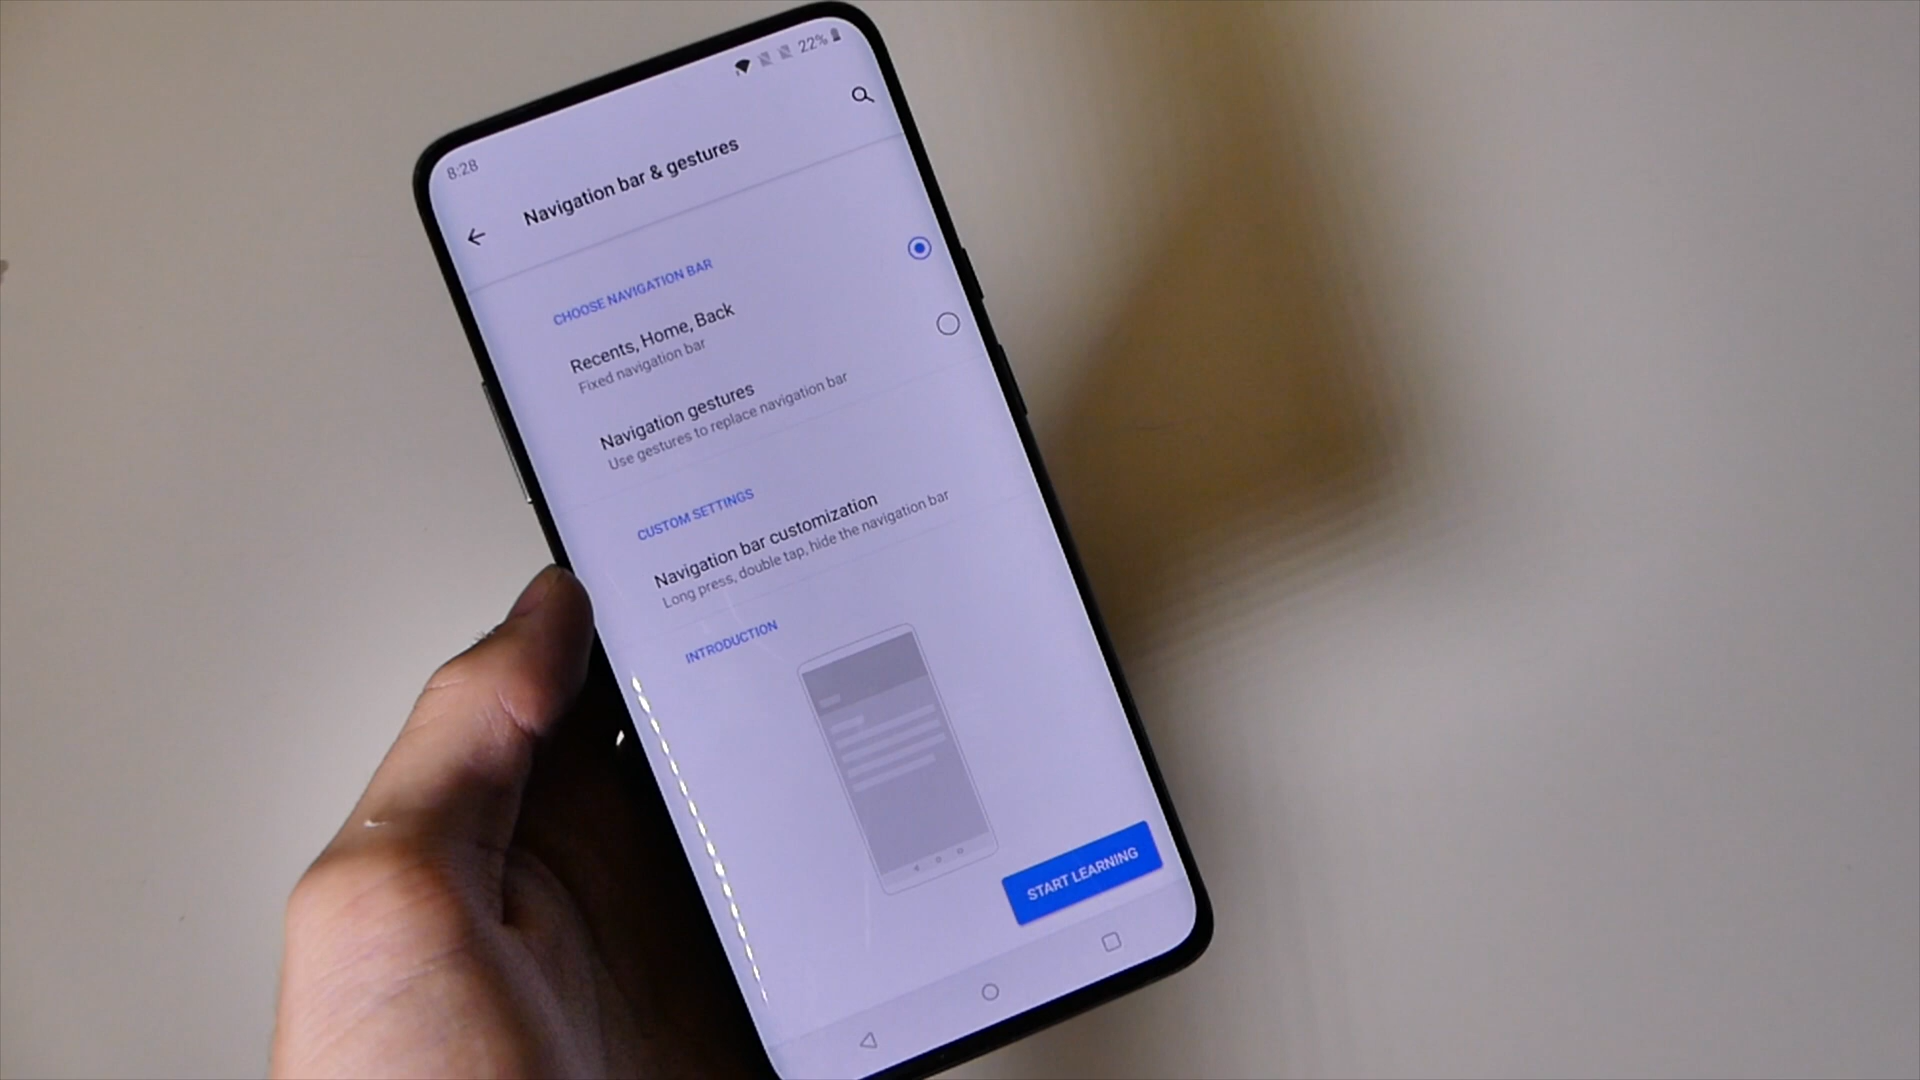 8:28
22%
Navigation bar & gestures
CHOOSE NAVIGATION BAR
Recents, Home, Back
Fixed navigation bar
Navigation gestures
Use gestures to replace navigation bar
CUSTOM SETTINGS
Navigation bar customization
Long press, double tap, hide the navigation bar
INTRODUCTION
START LEARNING